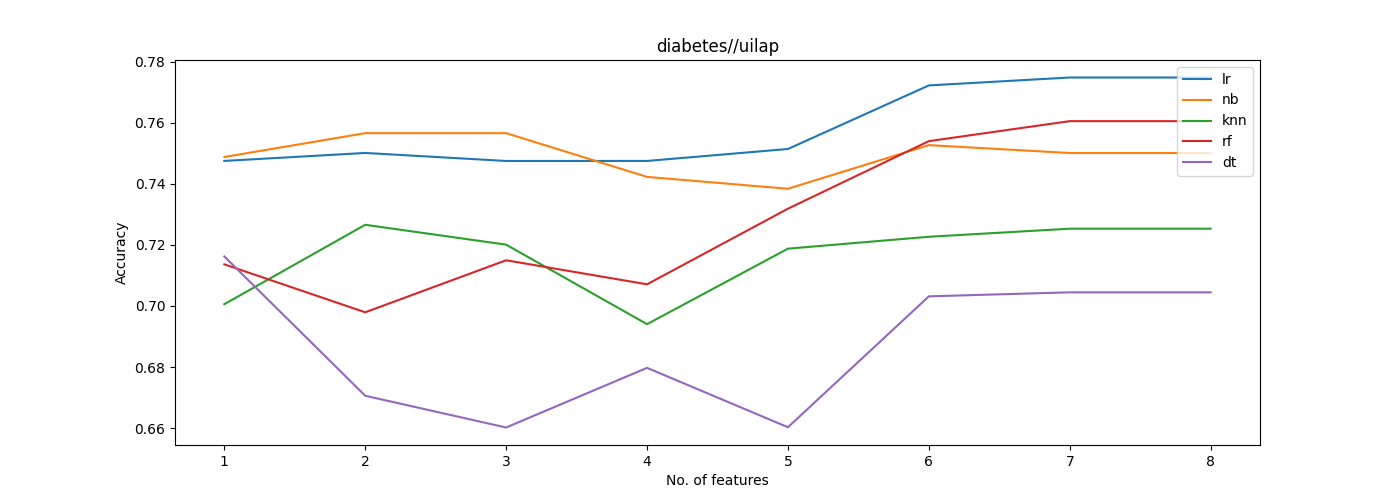 diabetes//uilap
0.78
0.76
0.74
0.72
0.70
0.68
0.66
Accuracy
lr
nb
knn
rf
dt
1 2 3 4 5 6 7 8
No. of features